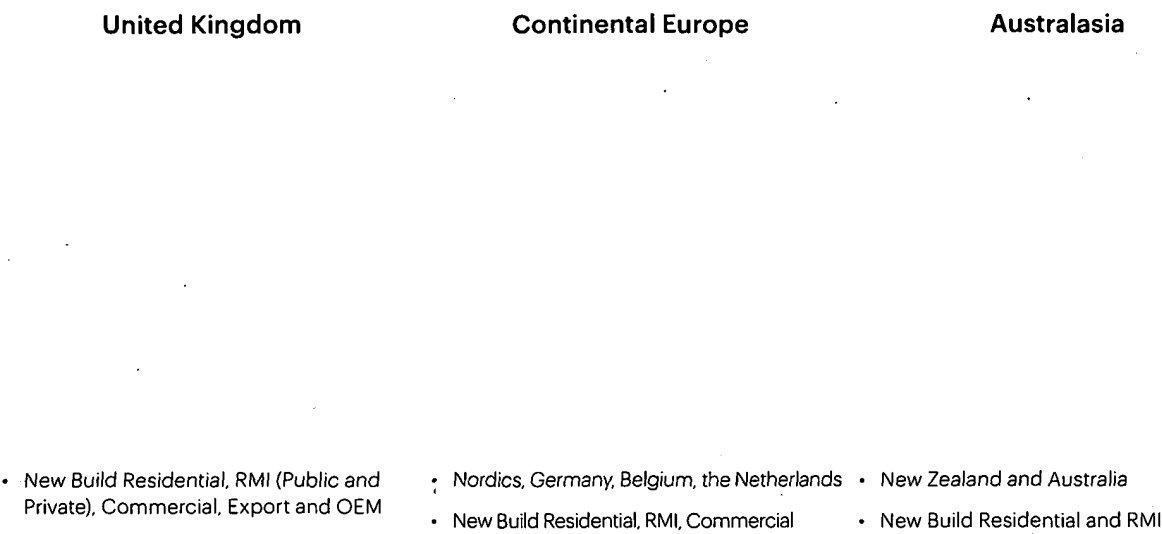 United Kingdom
Continental Europe
Australasia
• New Build Residential, RMI (Public and
Private), Commercial, Export and OEM
• Nordics, Germany, Belgium, the Netherlands
• New Build Residential, RMI, Commercial
• New Zealand and Australia
• New Build Residential and RMI